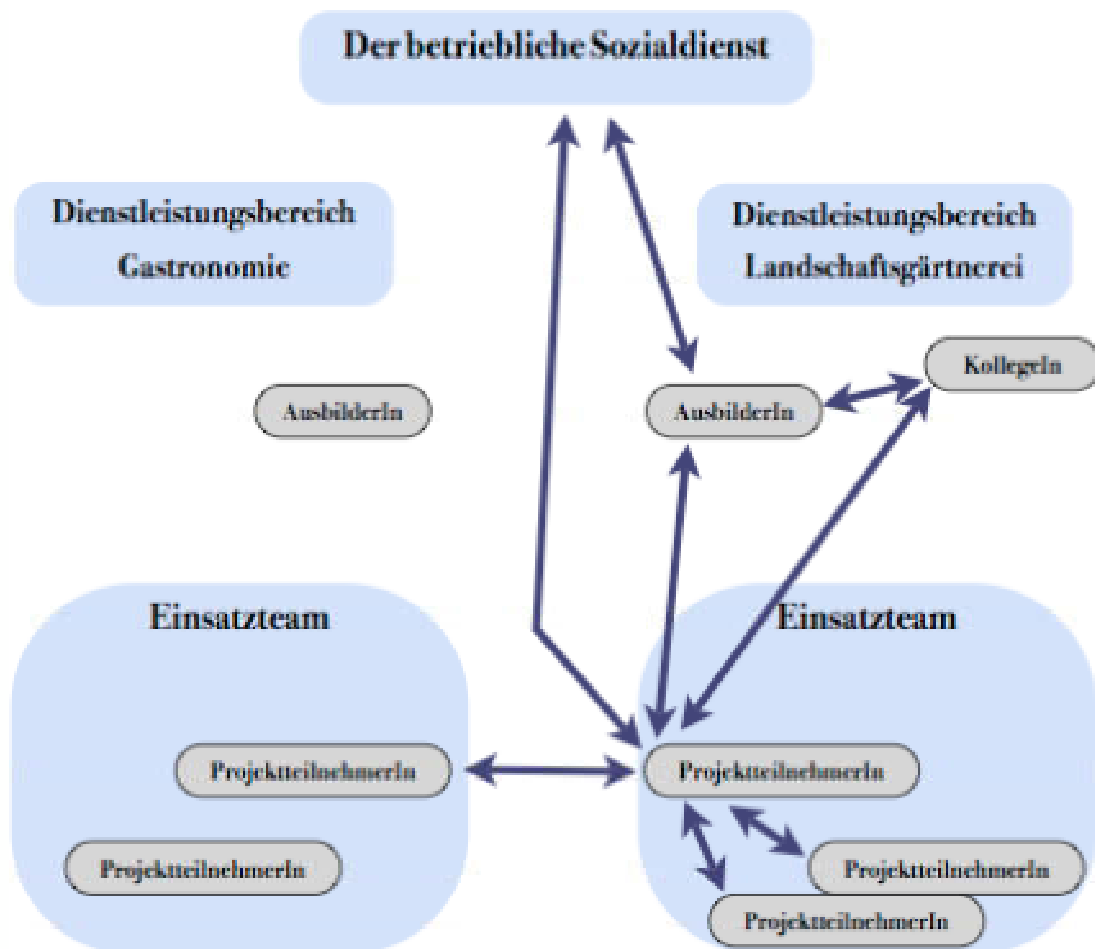 Der betriebliche Sozialdienst
Dienstleistungsbereich
Gastronomie
Dienstleistungsbereich
Landschaftsgärtnerei
KollegeIn
AusbilderIn
AusbilderIn
Einsatzteam
Einsatzteam
ProjektteilnehmerIn
ProjektteilnehmerIn
ProjektteilnehmerIn
ProjektteilnehmerIn
ProjektteilnehmerIn